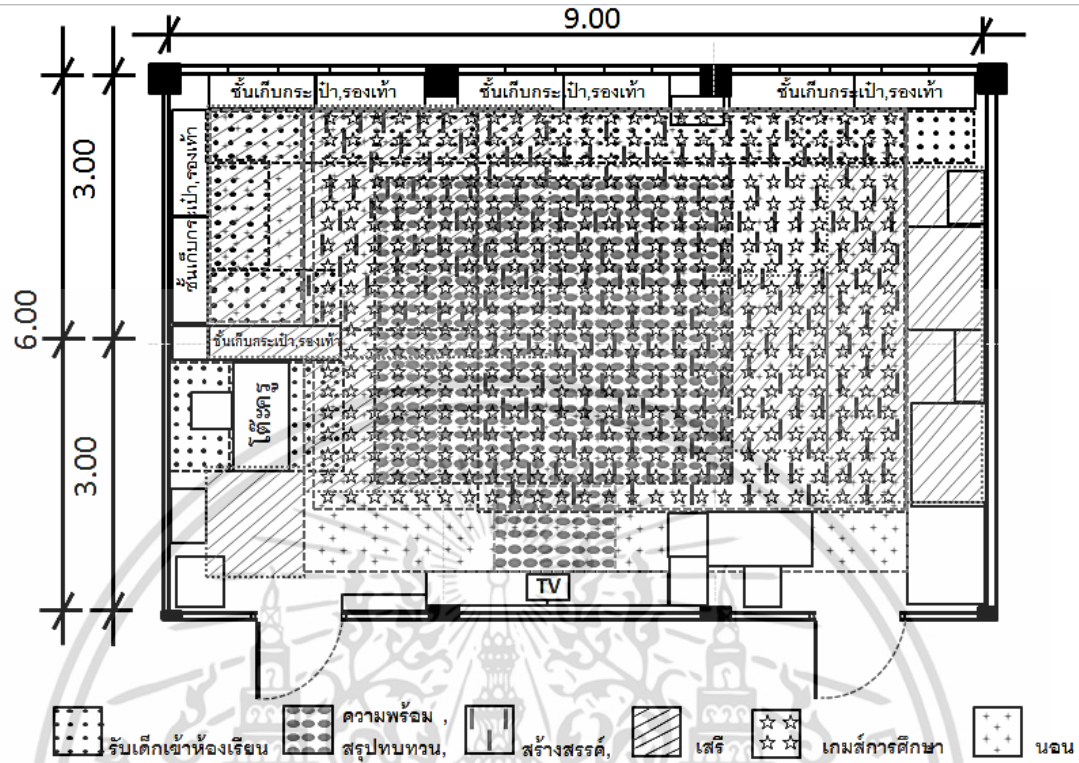 9.00
ชั้นเก็บกระเป๋า,รองเท้า ชั้นเก็บกระเป๋า,รองเท้า ชั้นเก็บกระเป๋า,รองเท้า
3.00
ชั้นเก็บกระเป๋า,รองเท้า
6.00
ชั้นเก็บกระเป๋า,รองเท้า
โต๊ะครู
3.00
TV
รับเด็กเข้าห้องเรียน
ความพร้อม ,
สรุปทบทวน,
สร้างสรรค์,
เสรี
เกมส์การศึกษา
นอน